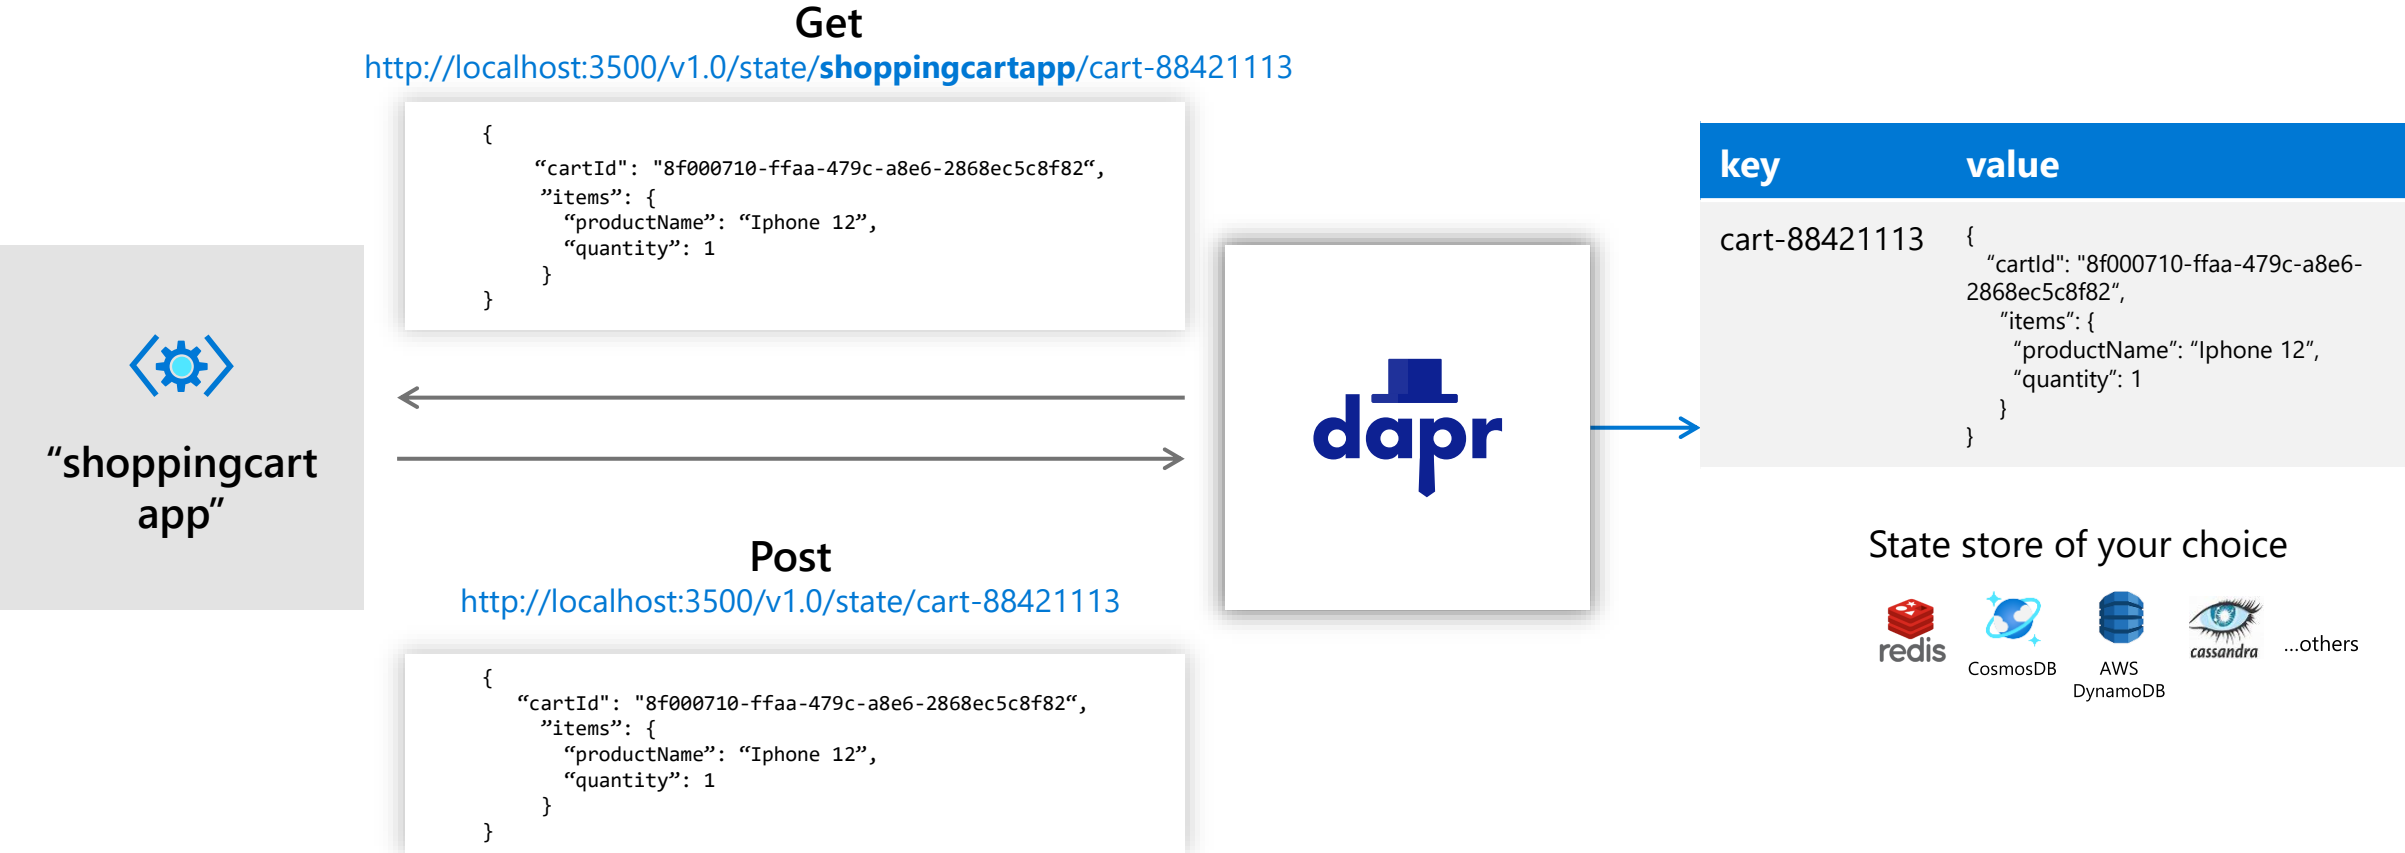 Get
http://localhost:3500/v1.0/state/shoppingcartapp/cart-88421113
{
“cartId": "8f000710-ffaa-479c-a8e6-2868ec5c8f82“,
”items”: {
“productName”: “Iphone 12”,
“quantity”: 1
}
}
“shoppingcart
app”
Post
http://localhost:3500/v1.0/state/cart-88421113
{
“cartId": "8f000710-ffaa-479c-a8e6-2868ec5c8f82“,
”items”: {
“productName”: “Iphone 12”,
“quantity”: 1
}
}
dapr
key value
cart-88421113
{
“cartId": "8f000710-ffaa-479c-a8e6-
2868ec5c8f82“,
”items”: {
“productName”: “Iphone 12”,
“quantity”: 1
}
}
State store of your choice
redis
CosmosDB
AWS
DynamoDB
cassandra
...others